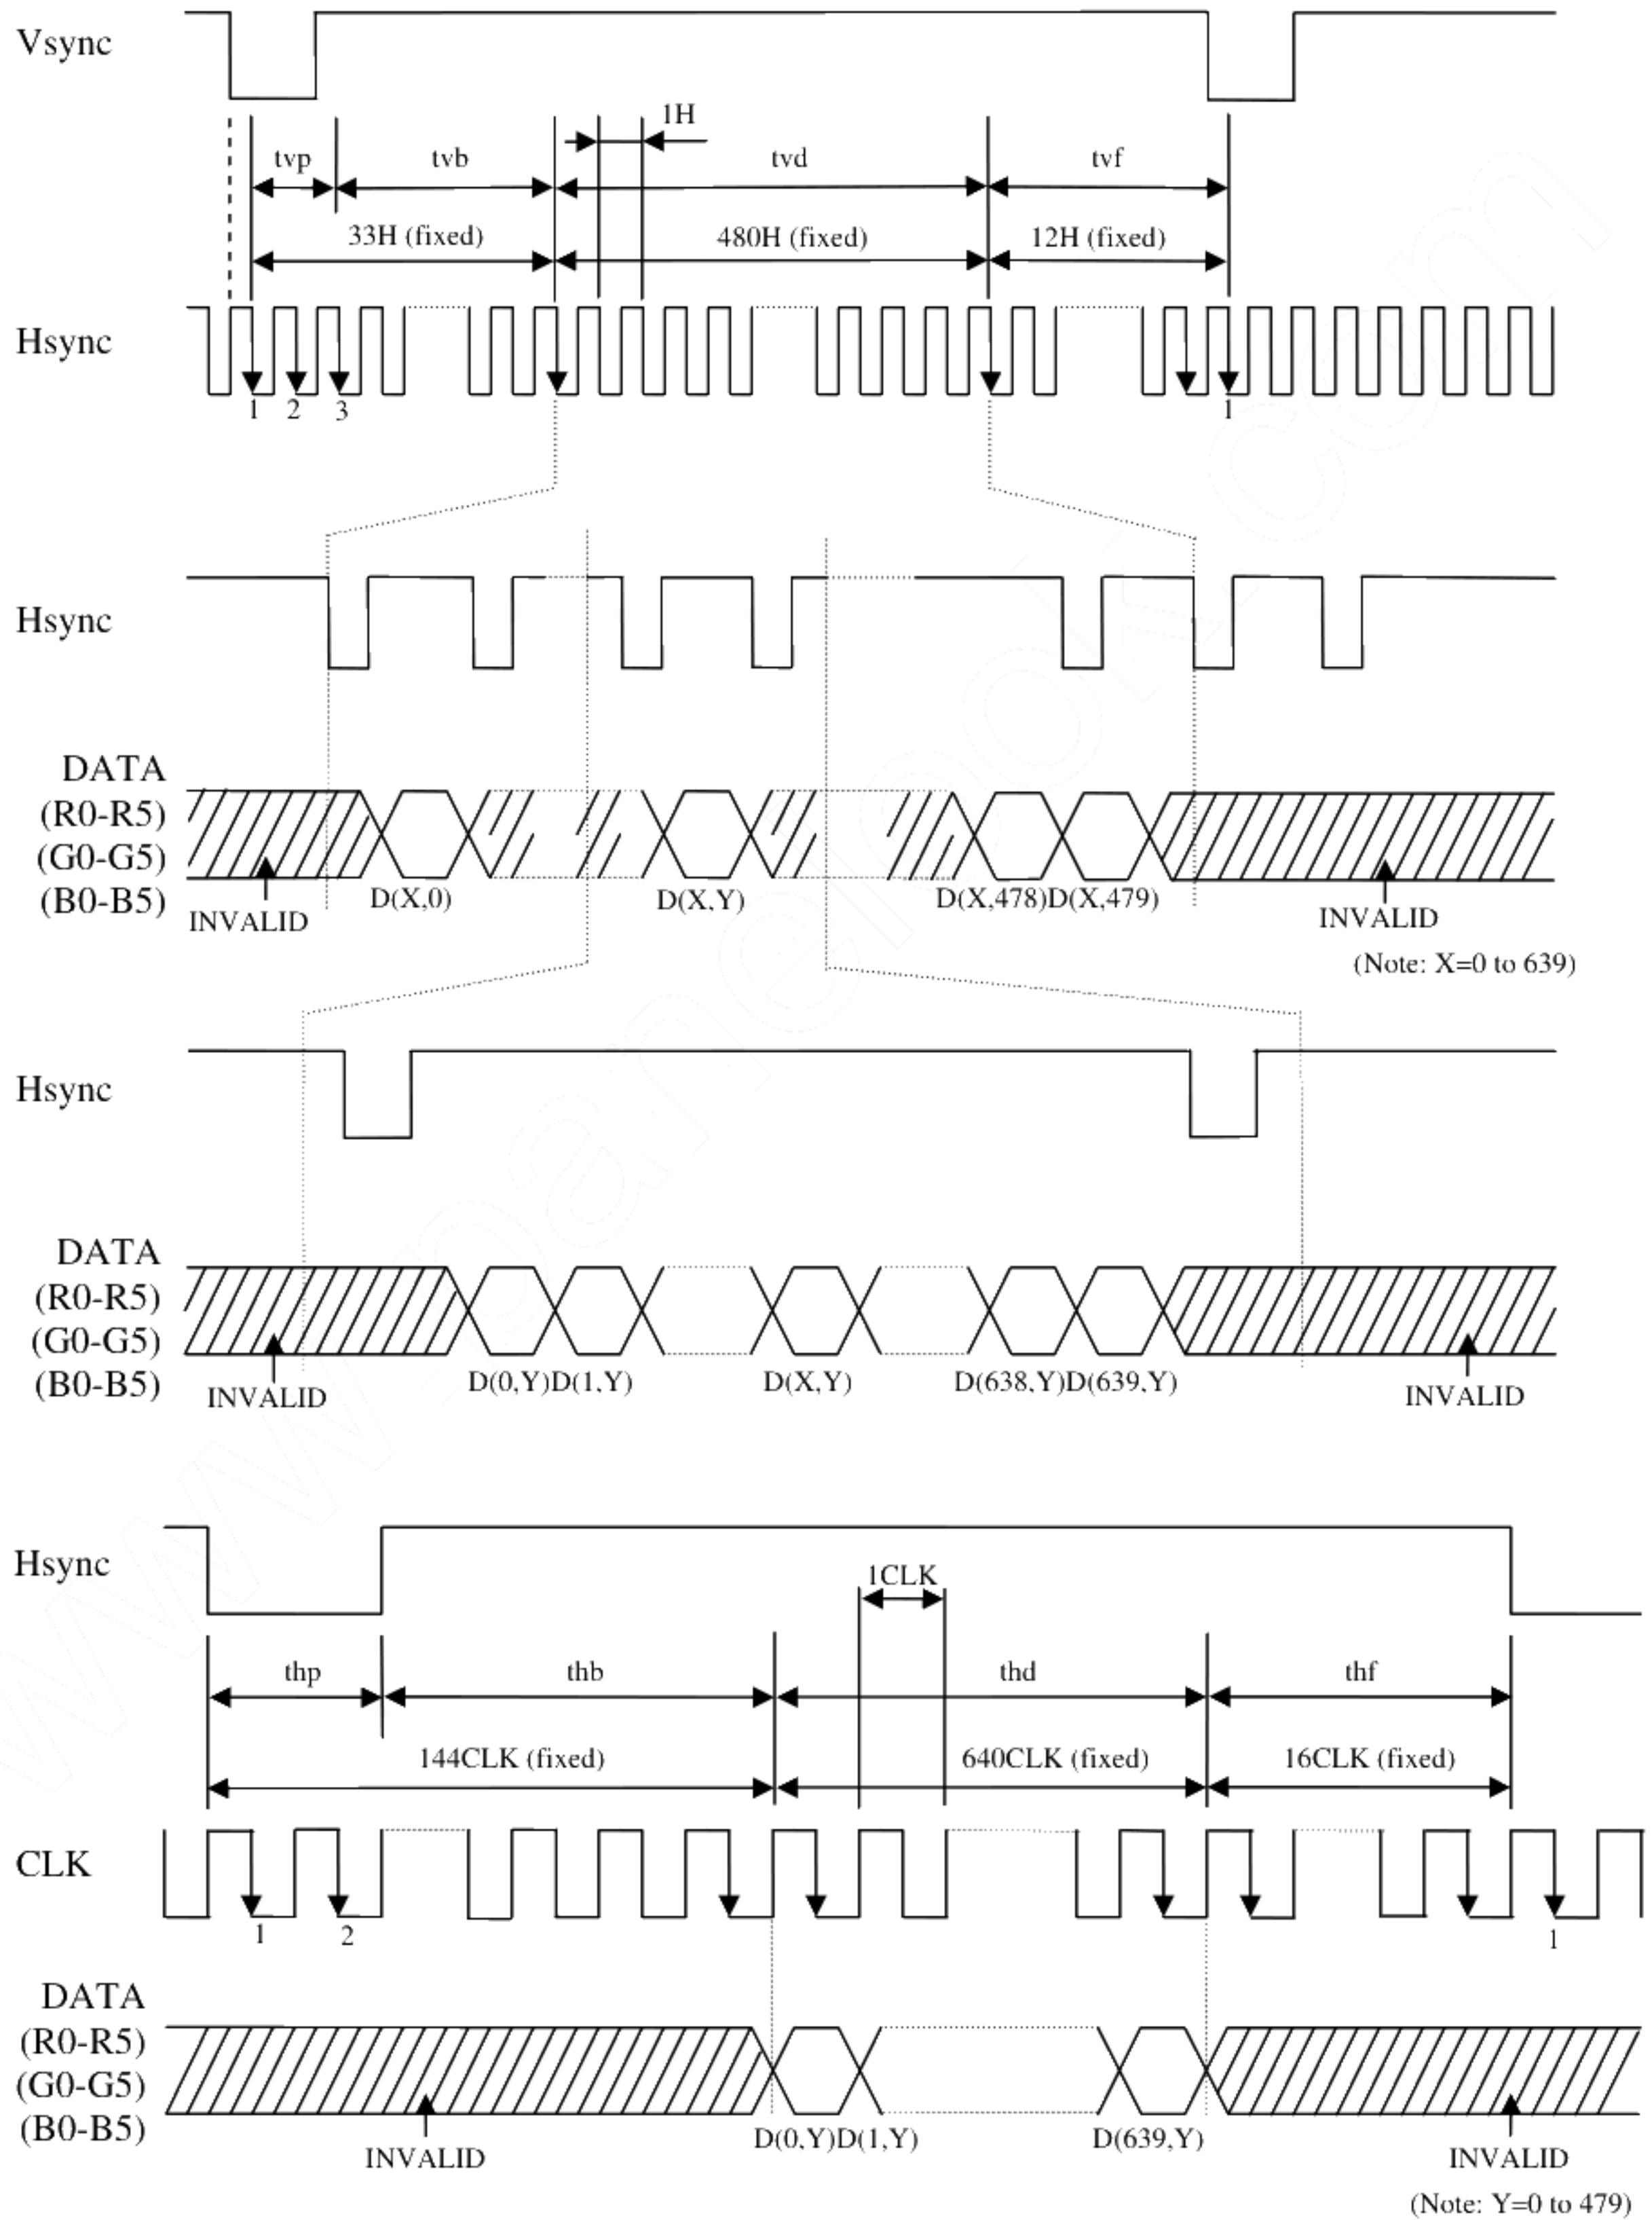 Vsync
1H
tvp tvb tvd tvf
33H (fixed) 480H (fixed) 12H (fixed)
Hsync
1 2 3 1
Hsync
DATA
(R0-R5)
(G0-G5)
(B0-B5)
D(X,0) D(X,Y) D(X,478)D(X,479)
INVALID INVALID
(Note: X=0 to 639)
Hsync
DATA
(R0-R5)
(G0-G5)
(B0-B5)
D(0,Y)D(1,Y) D(X,Y) D(638,Y)D(639,Y)
INVALID INVALID
Hsync
1CLK
thp thb thd thf
144CLK (fixed) 640CLK (fixed) 16CLK (fixed)
CLK
1 2 1
DATA
(R0-R5)
(G0-G5)
(B0-B5)
D(0,Y)D(1,Y) D(639,Y)
INVALID INVALID
(Note: Y=0 to 479)